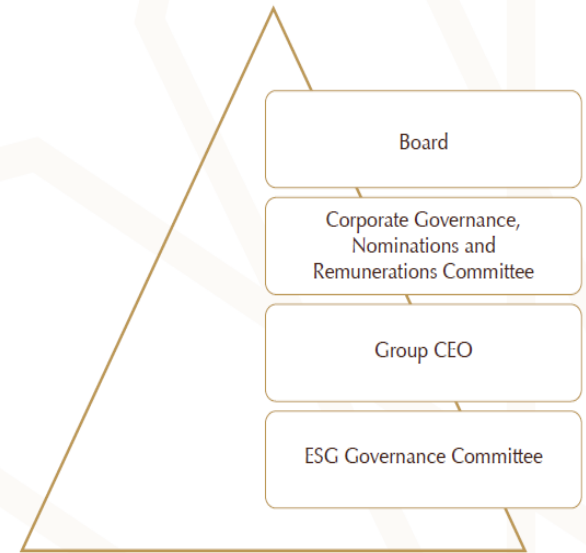 Board
Corporate Governance,
Nominations and
Remunerations Committee
Group CEO
ESG Governance Committee